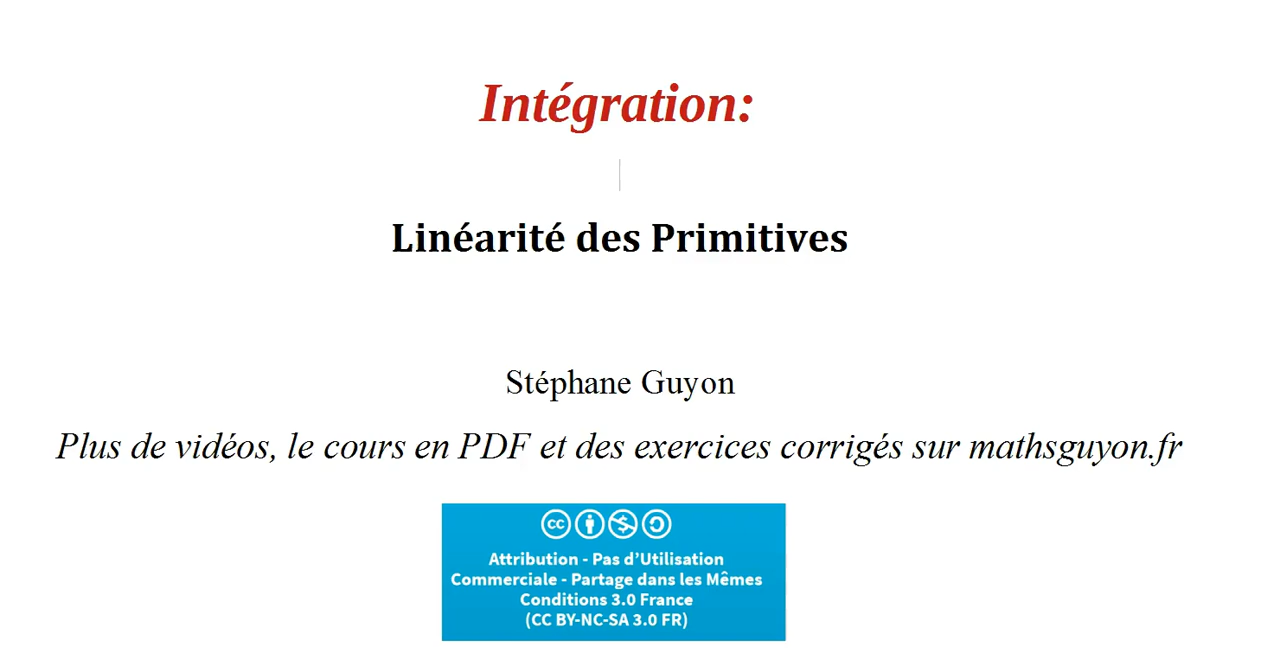 Intégration:
Linéarité des Primitives
Stéphane Guyon
Plus de vidéos, le cours en PDF et des exercices corrigés sur mathsguyon.fr
cc
Attribution - Pas d'Utilisation
Commerciale - Partage dans les Mêmes
Conditions 3.0 France
(CC BY-NC-SA 3.0 FR)